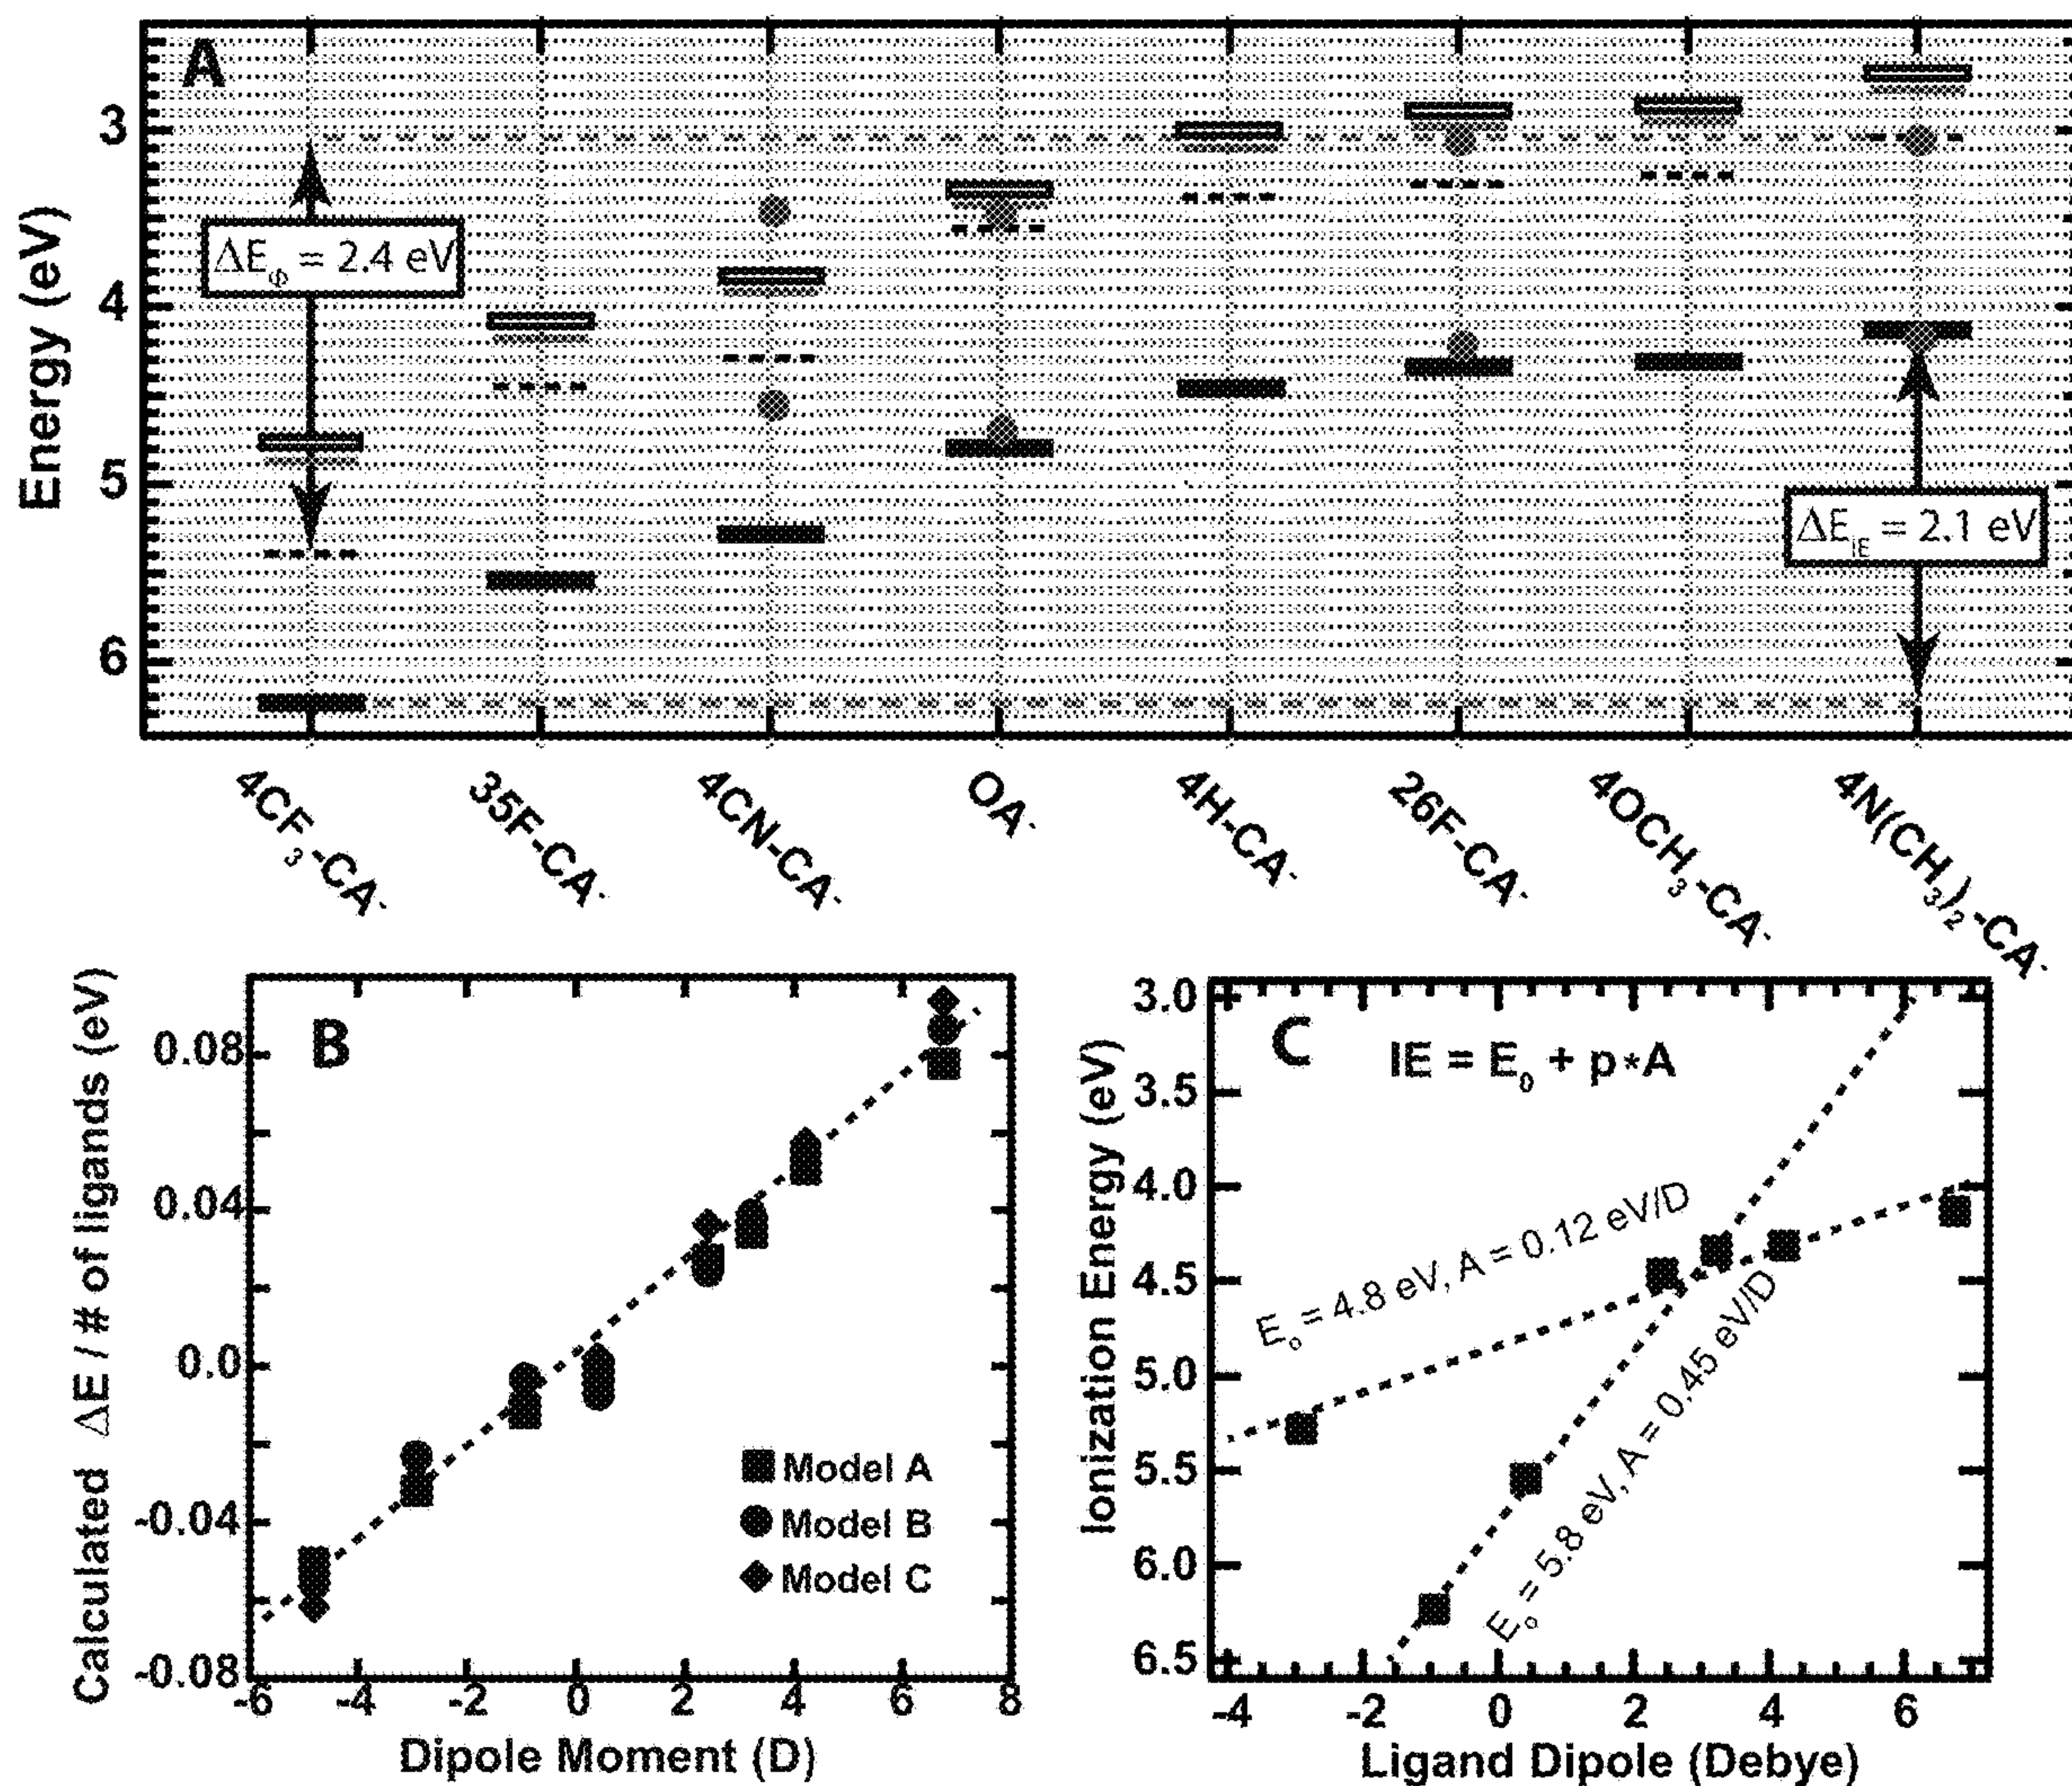 A
Energy (eV)
3
4
5
6
ΔEφ = 2.4 eV
ΔE_IE = 2.1 eV
4CF₃-CA⁻
35F-CA⁻
4CN-CA⁻
OA⁻
4H-CA⁻
26F-CA⁻
4OCH₃-CA⁻
4N(CH₃)₂-CA⁻
B
Calculated ΔE / # of ligands (eV)
0.08
0.04
0.0
-0.04
-0.08
Model A
Model B
Model C
-6 -4 -2 0 2 4 6 8
Dipole Moment (D)
C
IE = E₀ + p*A
Ionization Energy (eV)
3.0
3.5
4.0
4.5
5.0
5.5
6.0
6.5
Eₒ = 4.8 eV, A = 0.12 eV/D
Eₒ = 5.8 eV, A = 0.45 eV/D
-4 -2 0 2 4 6
Ligand Dipole (Debye)